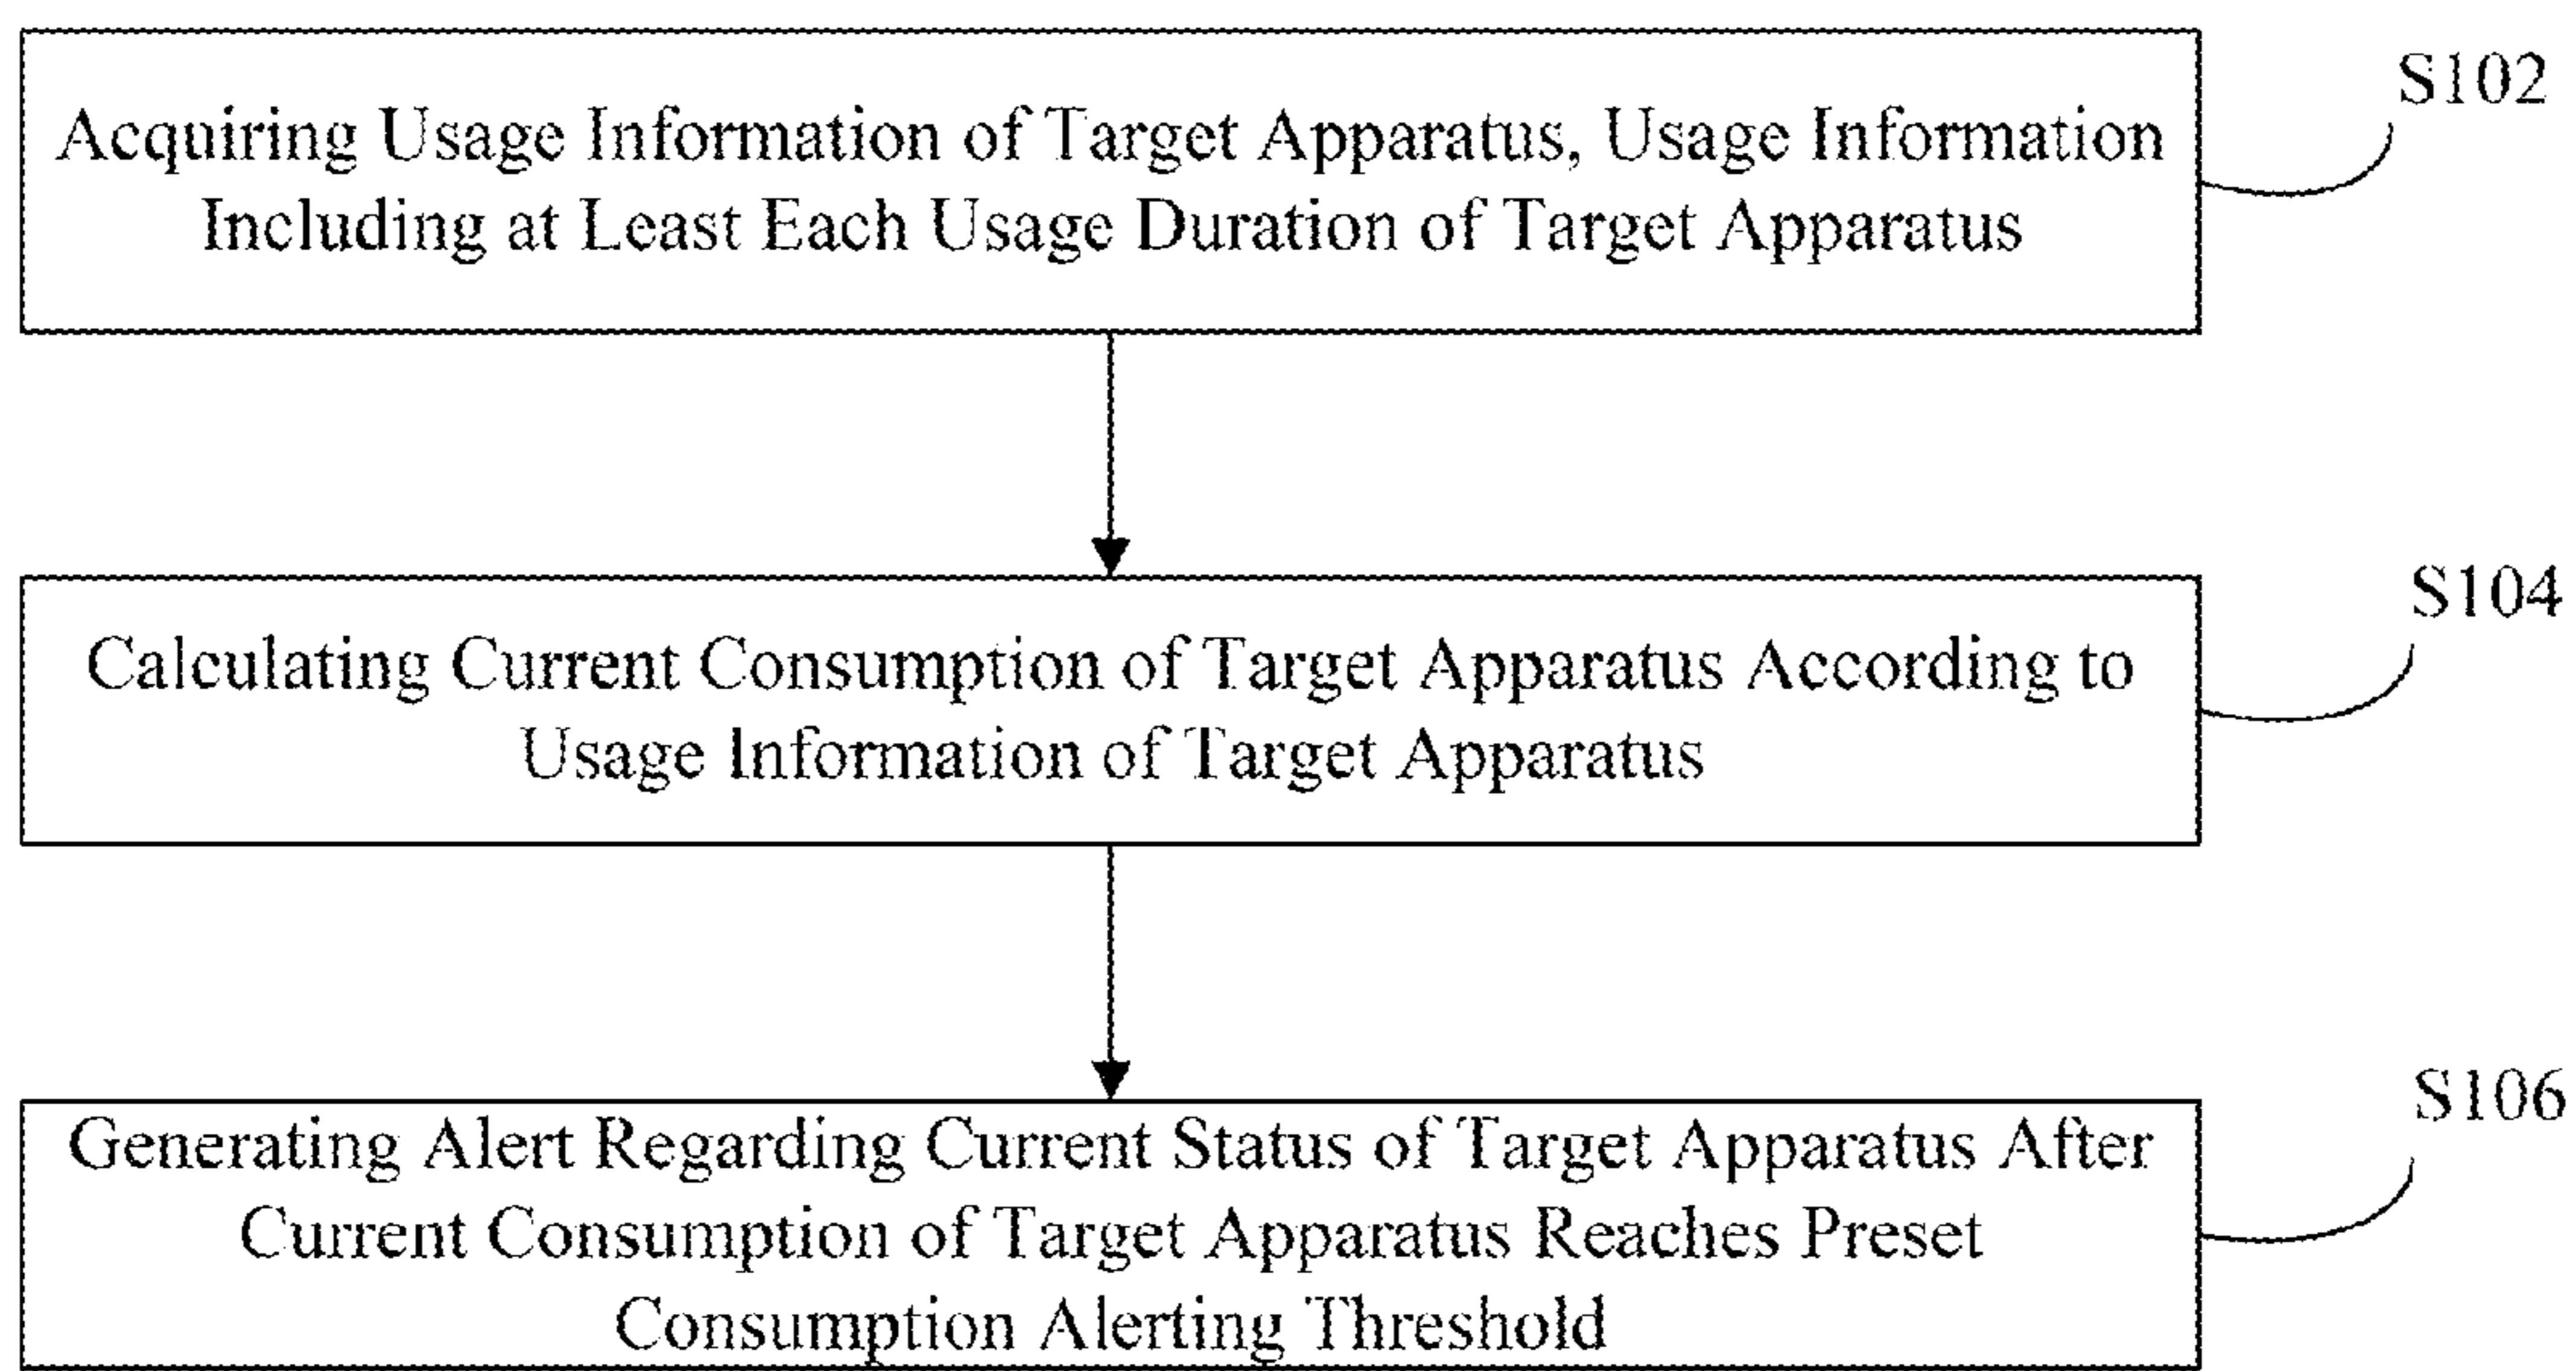 S102
Acquiring Usage Information of Target Apparatus, Usage Information
Including at Least Each Usage Duration of Target Apparatus
S104
Calculating Current Consumption of Target Apparatus According to
Usage Information of Target Apparatus
S106
Generating Alert Regarding Current Status of Target Apparatus After
Current Consumption of Target Apparatus Reaches Preset
Consumption Alerting Threshold